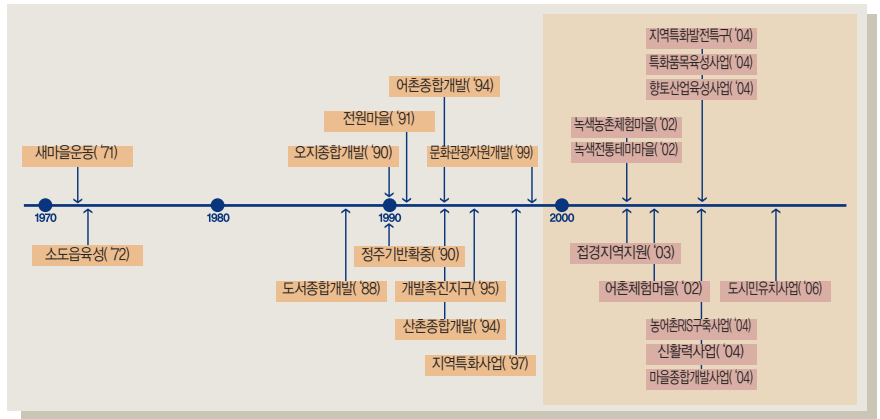 지역특화발전특구( '04)
특화품목육성사업( '04)
향토산업육성사업( '04)
어촌종합개발( '94)
전원마을( '91)
녹색농촌체험마을( '02)
새마을운동( '71)
오지종합개발( '90)
문화관광자원개발( '99)
녹색전통테마마을( '02)
1970
1980
1990
2000
소도읍육성( '72)
정주기반확충( '90)
접경지역지원( '03)
도서종합개발( '88)
개발촉진지구( '95)
어촌체험머을( '02)
도시민유치사업( '06)
산촌종합개발( '94)
농어촌RIS구축사업( '04)
신활력사업( '04)
지역특화사업( '97)
마을종합개발사업( '04)